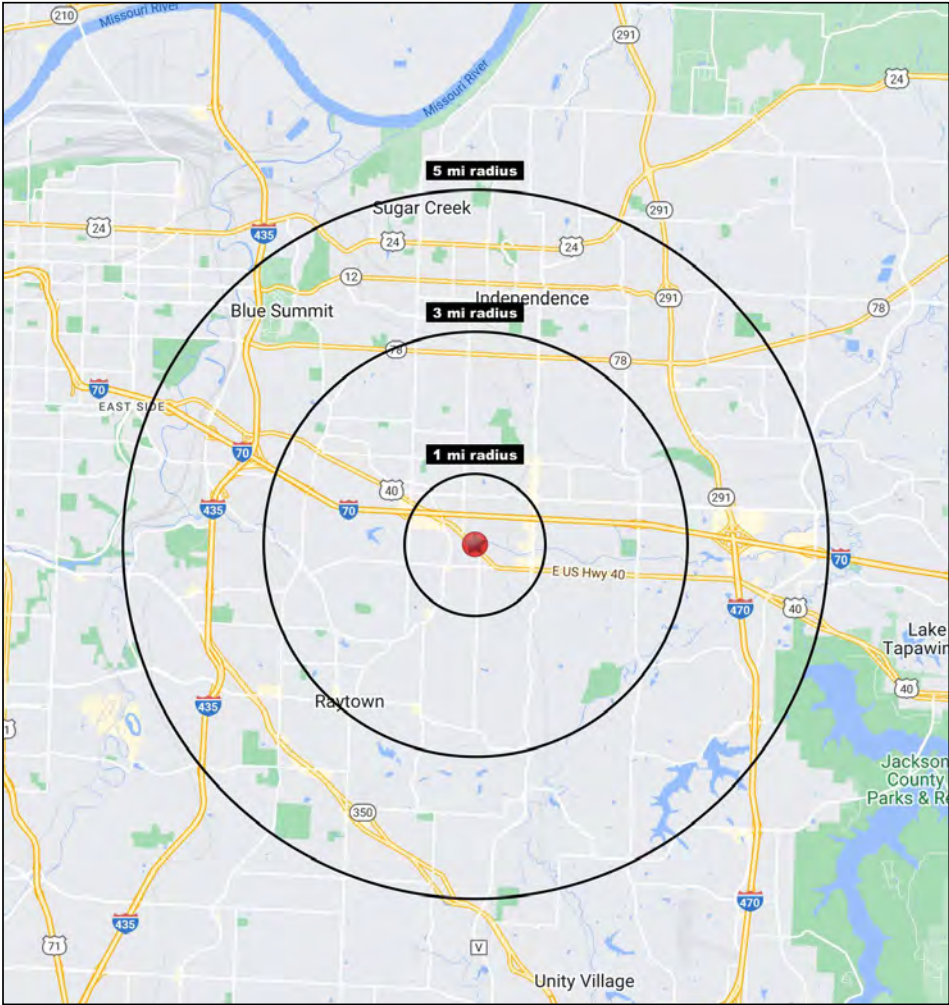 210
Missouri River
291
24
Missouri River
5 mi radius
Sugar Creek
291
24
435
24
24
12
Independence
291
Blue Summit
3 mi radius
78
78
78
70
EAST SIDE
70
1 mi radius
40
291
435
70
E US Hwy 40
70
470
40
Lake
Tapawin
Raytown
40
435
1
Jackson
County
Parks & Re
350
470
435
71
V
Unity Village